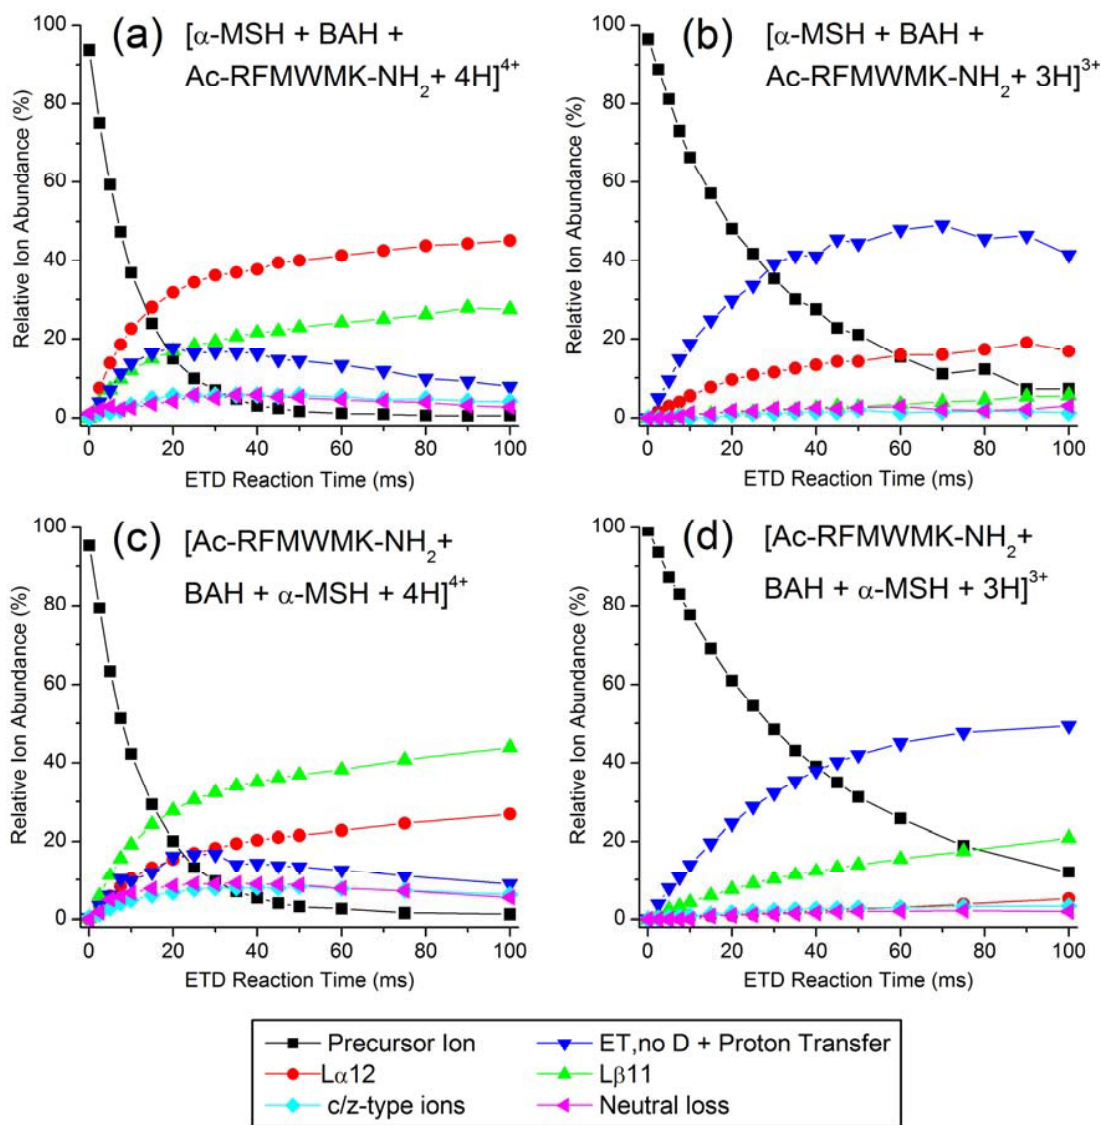 (a) [α-MSH + BAH +
Ac-RFMWMK-NH2+ 4H]4+
100
80
60
40
20
0
Relative Ion Abundance (%)
0 20 40 60 80 100
ETD Reaction Time (ms)
(b) [α-MSH + BAH +
Ac-RFMWMK-NH2+ 3H]3+
100
80
60
40
20
0
Relative Ion Abundance (%)
0 20 40 60 80 100
ETD Reaction Time (ms)
(c) [Ac-RFMWMK-NH2+
BAH + α-MSH + 4H]4+
100
80
60
40
20
0
Relative Ion Abundance (%)
0 20 40 60 80 100
ETD Reaction Time (ms)
(d) [Ac-RFMWMK-NH2+
BAH + α-MSH + 3H]3+
100
80
60
40
20
0
Relative Ion Abundance (%)
0 20 40 60 80 100
ETD Reaction Time (ms)
Precursor Ion ET,no D + Proton Transfer
Lα12 Lβ11
c/z-type ions Neutral loss